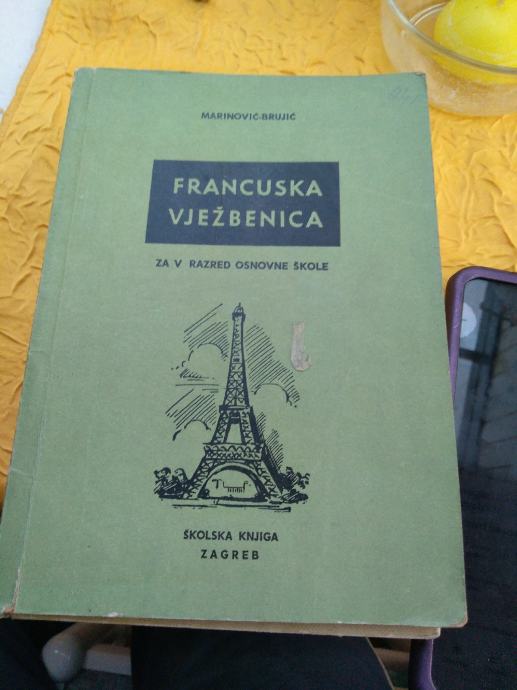 MARINOVIĆ-BRUJIĆ
FRANCUSKA
VJEŽBENICA
ZA V RAZRED OSNOVNE ŠKOLE
ŠKOLSKA KNJIGA
ZAGREB